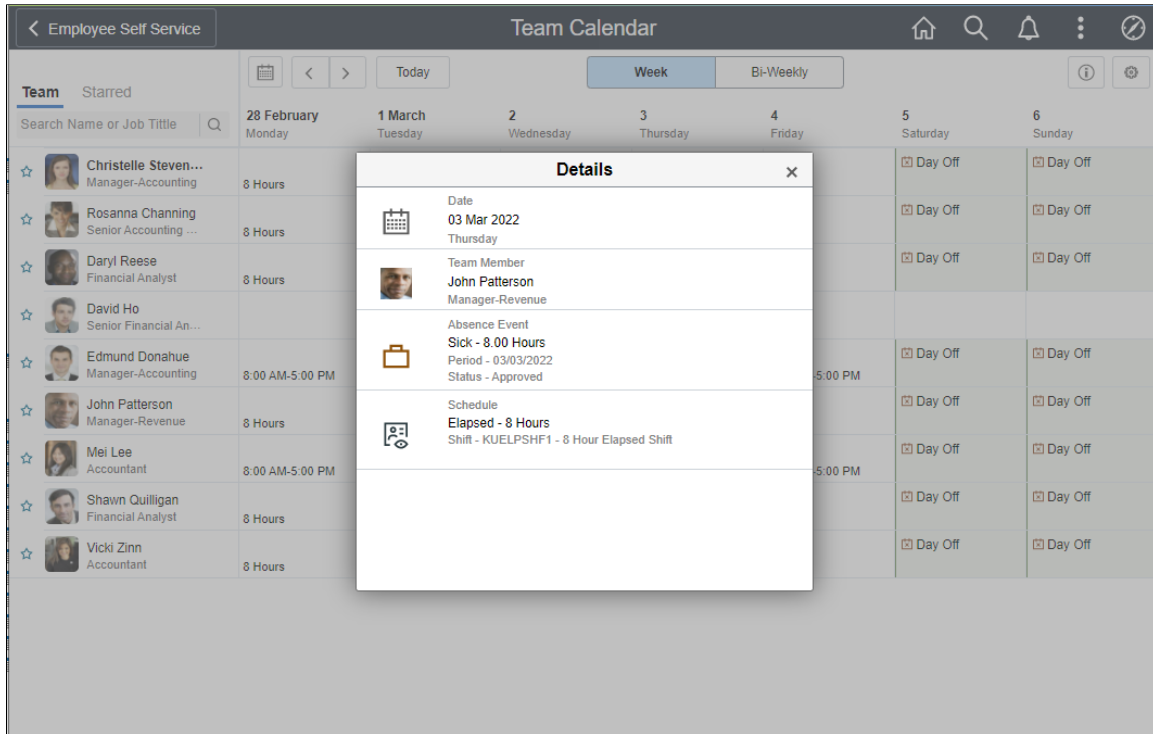 Employee Self Service
Team Calendar
Team Starred
Today
Week Bi-Weekly
Search Name or Job Tittle
28 February 1 March 2 3 4 5 6
Monday Tuesday Wednesday Thursday Friday Saturday Sunday
Christelle Steven...
Manager-Accounting
8 Hours
Day Off Day Off
Rosanna Channing
Senior Accounting ...
8 Hours
Day Off Day Off
Daryl Reese
Financial Analyst
8 Hours
Day Off Day Off
David Ho
Senior Financial An...
Edmund Donahue
Manager-Accounting
8:00 AM-5:00 PM
-5:00 PM
Day Off Day Off
John Patterson
Manager-Revenue
8 Hours
Day Off Day Off
Mei Lee
Accountant
8:00 AM-5:00 PM
-5:00 PM
Day Off Day Off
Shawn Quilligan
Financial Analyst
8 Hours
Day Off Day Off
Vicki Zinn
Accountant
8 Hours
Day Off Day Off
Details
Date
03 Mar 2022
Thursday
Team Member
John Patterson
Manager-Revenue
Absence Event
Sick - 8.00 Hours
Period - 03/03/2022
Status - Approved
Schedule
Elapsed - 8 Hours
Shift - KUELPSHF1 - 8 Hour Elapsed Shift